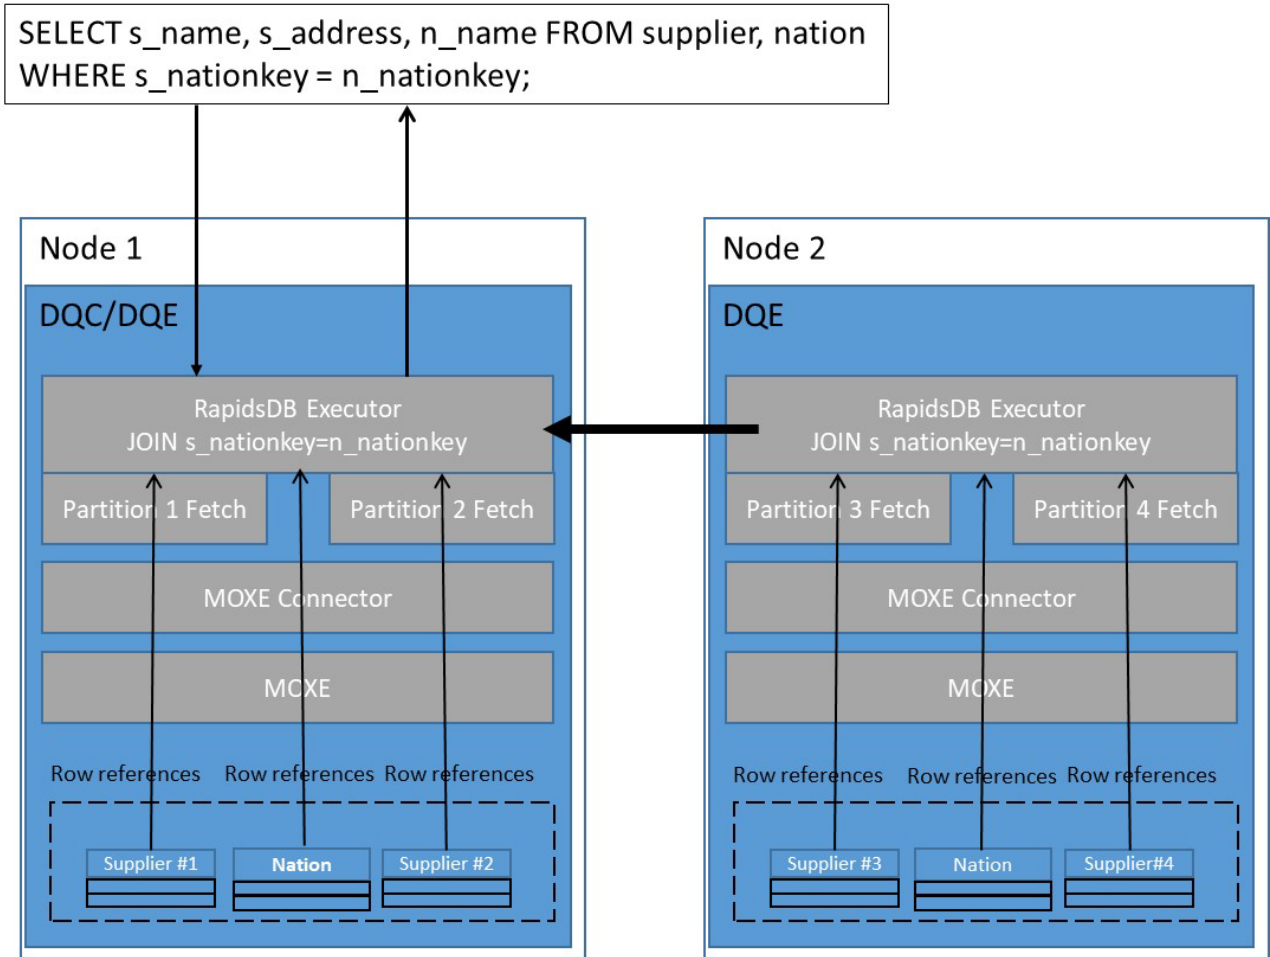 SELECT s_name, s_address, n_name FROM supplier, nation
WHERE s_nationkey = n_nationkey;
Node 1
DQC/DQE
RapidsDB Executor
JOIN s_nationkey=n_nationkey
Partition 1 Fetch
Partition 2 Fetch
MOXE Connector
MOXE
Row references
Row references
Row references
Supplier #1
Nation
Supplier #2
Node 2
DQE
RapidsDB Executor
JOIN s_nationkey=n_nationkey
Partition 3 Fetch
Partition 4 Fetch
MOXE Connector
MOXE
Row references
Row references
Row references
Supplier #3
Nation
Supplier#4